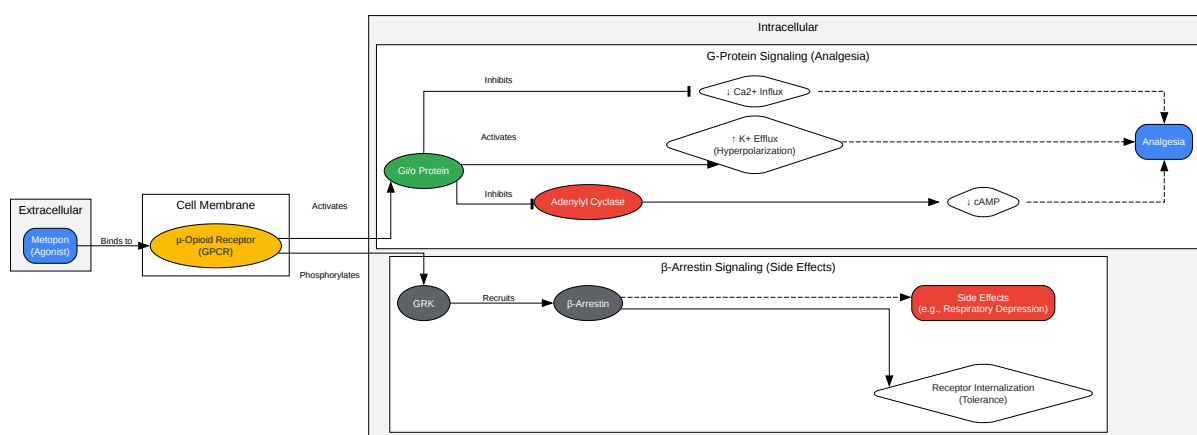 Intracellular
G-Protein Signaling (Analgesia)
Inhibits
↓ Ca2+ Influx
Activates
↑ K+ Efflux
(Hyperpolarization)
Analgesia
Gi/o Protein
Inhibits
Adenylyl Cyclase
↓ cAMP
Extracellular
Metopon
(Agonist)
Binds to
Cell Membrane
µ-Opioid Receptor
(GPCR)
Activates
Phosphorylates
β-Arrestin Signaling (Side Effects)
GRK
Recruits
β-Arrestin
Side Effects
(e.g., Respiratory Depression)
Receptor Internalization
(Tolerance)